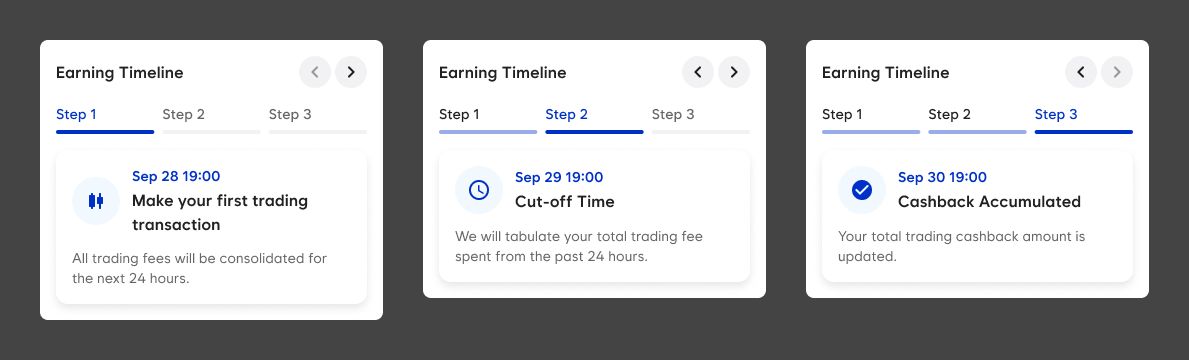 Earning Timeline
Step 1 Step 2 Step 3
Sep 28 19:00
Make your first trading
transaction
All trading fees will be consolidated for
the next 24 hours.
Earning Timeline
Step 1 Step 2 Step 3
Sep 29 19:00
Cut-off Time
We will tabulate your total trading fee
spent from the past 24 hours.
Earning Timeline
Step 1 Step 2 Step 3
Sep 30 19:00
Cashback Accumulated
Your total trading cashback amount is
updated.